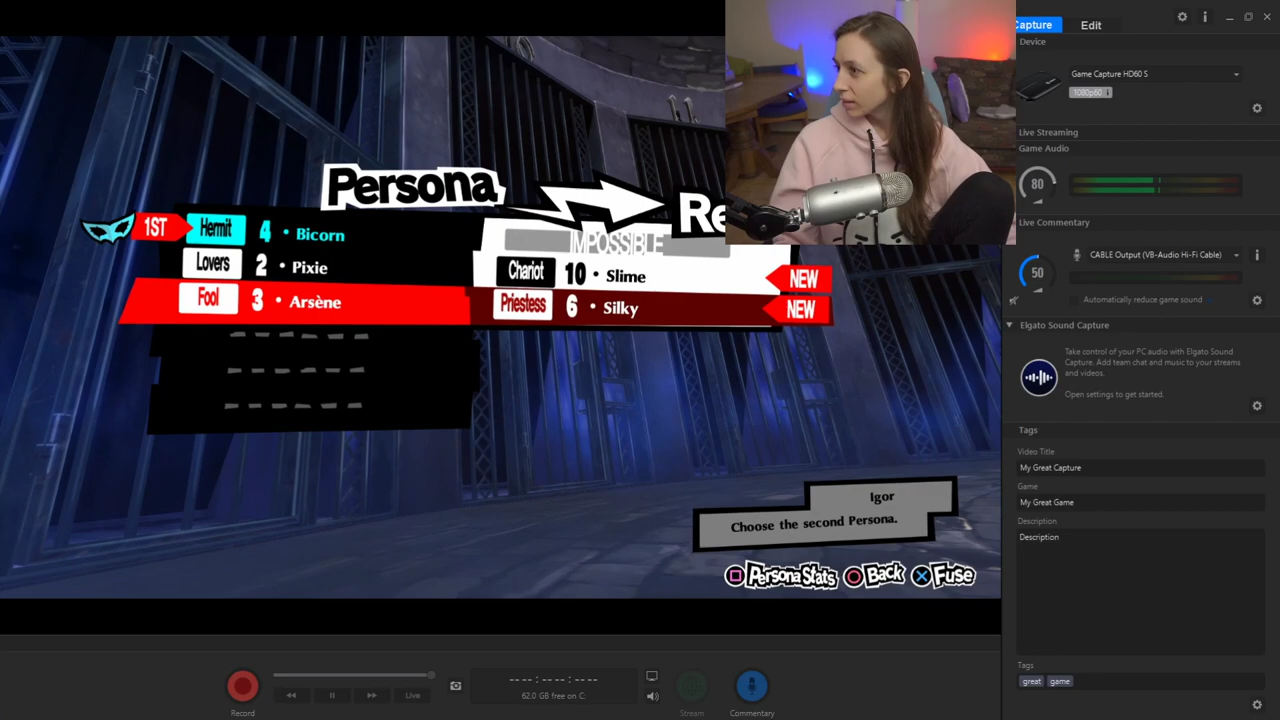 Capture
Edit
Device
Game Capture HD60 S
1080p60
Live Streaming
Game Audio
80
Live Commentary
50
CABLE Output (VB-Audio Hi-Fi Cable)
Automatically reduce game sound
Elgato Sound Capture
Take control of your PC audio with Elgato Sound
Capture. Add team chat and music to your streams
and videos.
Open settings to get started.
Tags
Video Title
My Great Capture
Game
My Great Game
Description
Description
Tags
great game
Persona
Re
1ST Hermit 4 • Bicorn IMPOSSIBLE
Lovers 2 • Pixie Chariot 10 • Slime NEW
Fool 3 • Arsène Priestess 6 • Silky NEW
Igor
Choose the second Persona.
Persona Stats Back Fuse
Record
Live
62.0 GB free on C:
Stream
Commentary